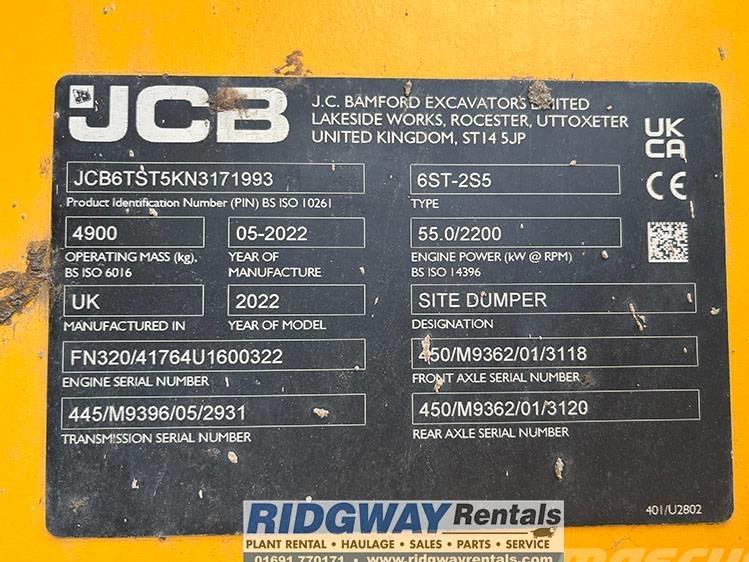 JCB
J.C. BAMFORD EXCAVATORS LIMITED
LAKESIDE WORKS, ROCESTER, UTTOXETER
UNITED KINGDOM, ST14 5JP
UK
CA
CE
JCB6TST5KN3171993
Product Identification Number (PIN) BS ISO 10261
6ST-2S5
TYPE
4900
OPERATING MASS (kg),
BS ISO 6016
05-2022
YEAR OF
MANUFACTURE
55.0/2200
ENGINE POWER (kW @ RPM)
BS ISO 14396
UK
MANUFACTURED IN
2022
YEAR OF MODEL
SITE DUMPER
DESIGNATION
FN320/41764U1600322
ENGINE SERIAL NUMBER
450/M9362/01/3118
FRONT AXLE SERIAL NUMBER
445/M9396/05/2931
TRANSMISSION SERIAL NUMBER
450/M9362/01/3120
REAR AXLE SERIAL NUMBER
401/U2802
RIDGWAY Rentals
PLANT RENTAL • HAULAGE • SALES • PARTS • SERVICE
01691 770171 • www.ridgwayrentals.com